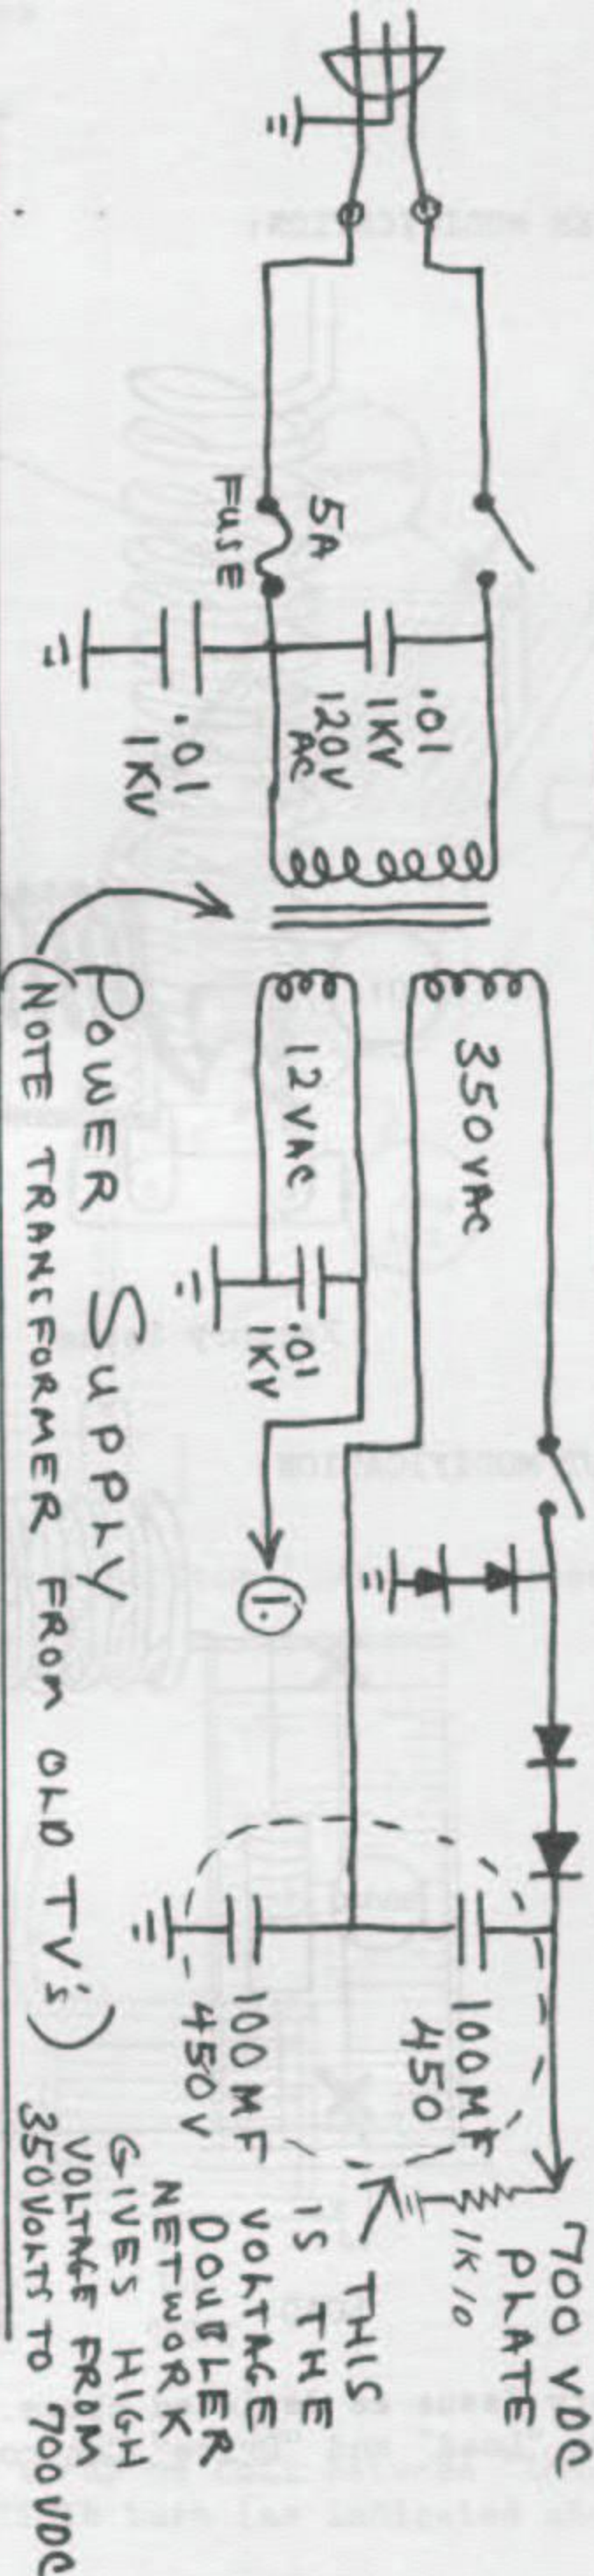 5A
FUSE
.01
1KV
120V
AC
.01
1KV
350VAC
12VAC
.01
1KV
1.
100MF
450
100MF
450V
700 VDC
PLATE
1K 10
THIS
IS THE
VOLTAGE
DOUBLER
NETWORK
GIVES HIGH
VOLTAGE FROM
350VOLTS TO 700VDC
POWER SUPPLY
(NOTE TRANSFORMER FROM OLD TV's)